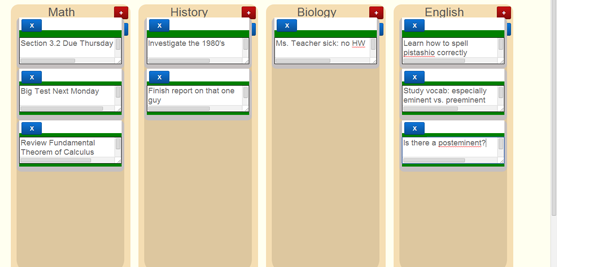 Math
+
x
Section 3.2 Due Thursday
x
Big Test Next Monday
x
Review Fundamental
Theorem of Calculus
History
+
x
investigate the 1980's
x
Finish report on that one
guy
Biology
+
x
Ms. Teacher sick: no HW
English
+
x
Learn how to spell
pistashio correctly
x
Study vocab: especially
eminent vs. preeminent
x
Is there a posteminent?